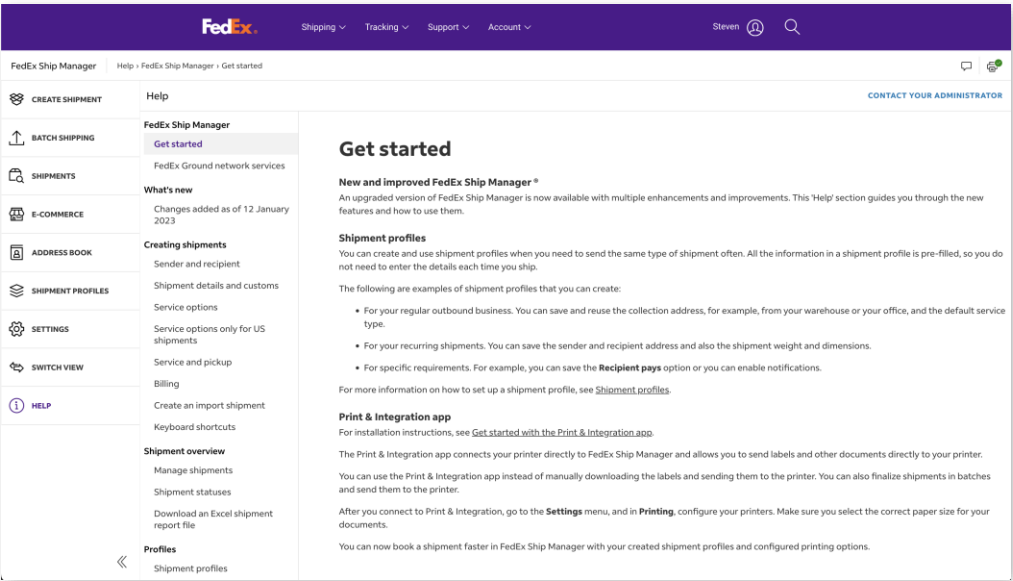 FedEx.
Shipping
Tracking
Support
Account
Steven
FedEx Ship Manager
Help › FedEx Ship Manager › Get started
CREATE SHIPMENT
BATCH SHIPPING
SHIPMENTS
E-COMMERCE
ADDRESS BOOK
SHIPMENT PROFILES
SETTINGS
SWITCH VIEW
HELP
Help
CONTACT YOUR ADMINISTRATOR
FedEx Ship Manager
Get started
FedEx Ground network services
What's new
Changes added as of 12 January
2023
Creating shipments
Sender and recipient
Shipment details and customs
Service options
Service options only for US
shipments
Service and pickup
Billing
Create an import shipment
Keyboard shortcuts
Shipment overview
Manage shipments
Shipment statuses
Download an Excel shipment
report file
Profiles
Shipment profiles
Get started
New and improved FedEx Ship Manager ®
An upgraded version of FedEx Ship Manager is now available with multiple enhancements and improvements. This 'Help' section guides you through the new
features and how to use them.
Shipment profiles
You can create and use shipment profiles when you need to send the same type of shipment often. All the information in a shipment profile is pre-filled, so you do
not need to enter the details each time you ship.
The following are examples of shipment profiles that you can create:
• For your regular outbound business. You can save and reuse the collection address, for example, from your warehouse or your office, and the default service
type.
• For your recurring shipments. You can save the sender and recipient address and also the shipment weight and dimensions.
• For specific requirements. For example, you can save the Recipient pays option or you can enable notifications.
For more information on how to set up a shipment profile, see Shipment profiles.
Print & Integration app
For installation instructions, see Get started with the Print & Integration app.
The Print & Integration app connects your printer directly to FedEx Ship Manager and allows you to send labels and other documents directly to your printer.
You can use the Print & Integration app instead of manually downloading the labels and sending them to the printer. You can also finalize shipments in batches
and send them to the printer.
After you connect to Print & Integration, go to the Settings menu, and in Printing, configure your printers. Make sure you select the correct paper size for your
documents.
You can now book a shipment faster in FedEx Ship Manager with your created shipment profiles and configured printing options.